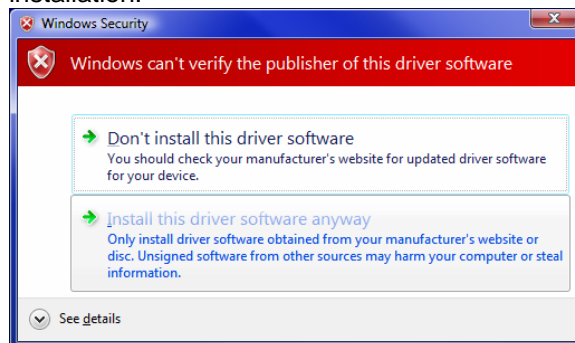 installation.
Windows Security
Windows can't verify the publisher of this driver software
Don't install this driver software
You should check your manufacturer's website for updated driver software
for your device.
Install this driver software anyway
Only install driver software obtained from your manufacturer's website or
disc. Unsigned software from other sources may harm your computer or steal
information.
See details